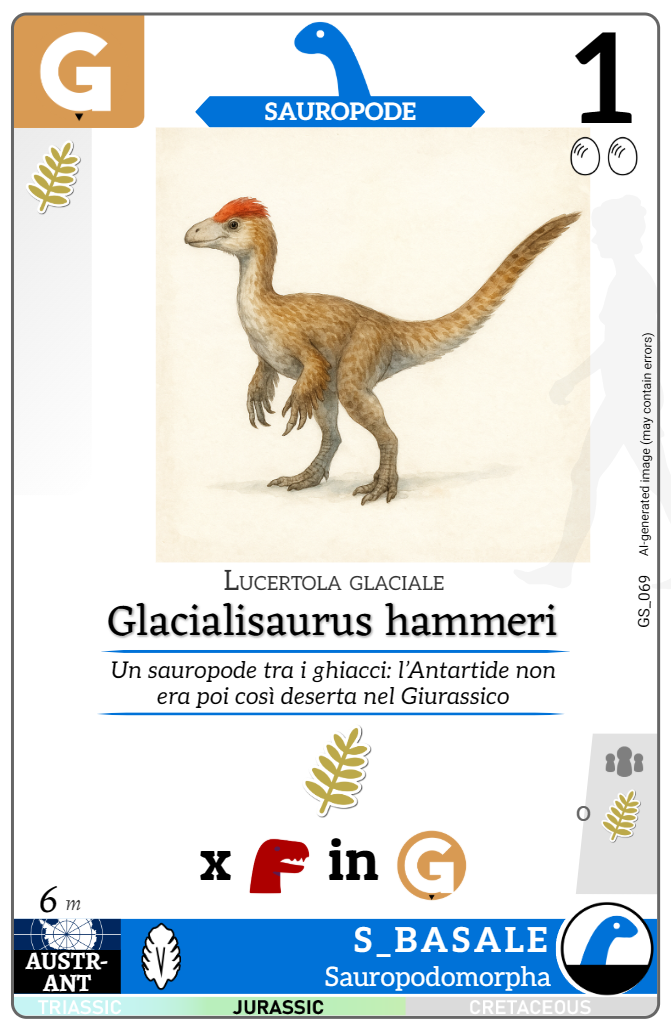 G
1
SAUROPODE
AI-generated image (may contain errors)
GS_069
Lucertola glaciale
Glacialisaurus hammeri
Un sauropode tra i ghiacci: l'Antartide non
era poi così deserta nel Giurassico
o
x in G
6 m
AUSTR-
ANT
S_BASALE
Sauropodomorpha
TRIASSIC JURASSIC CRETACEOUS